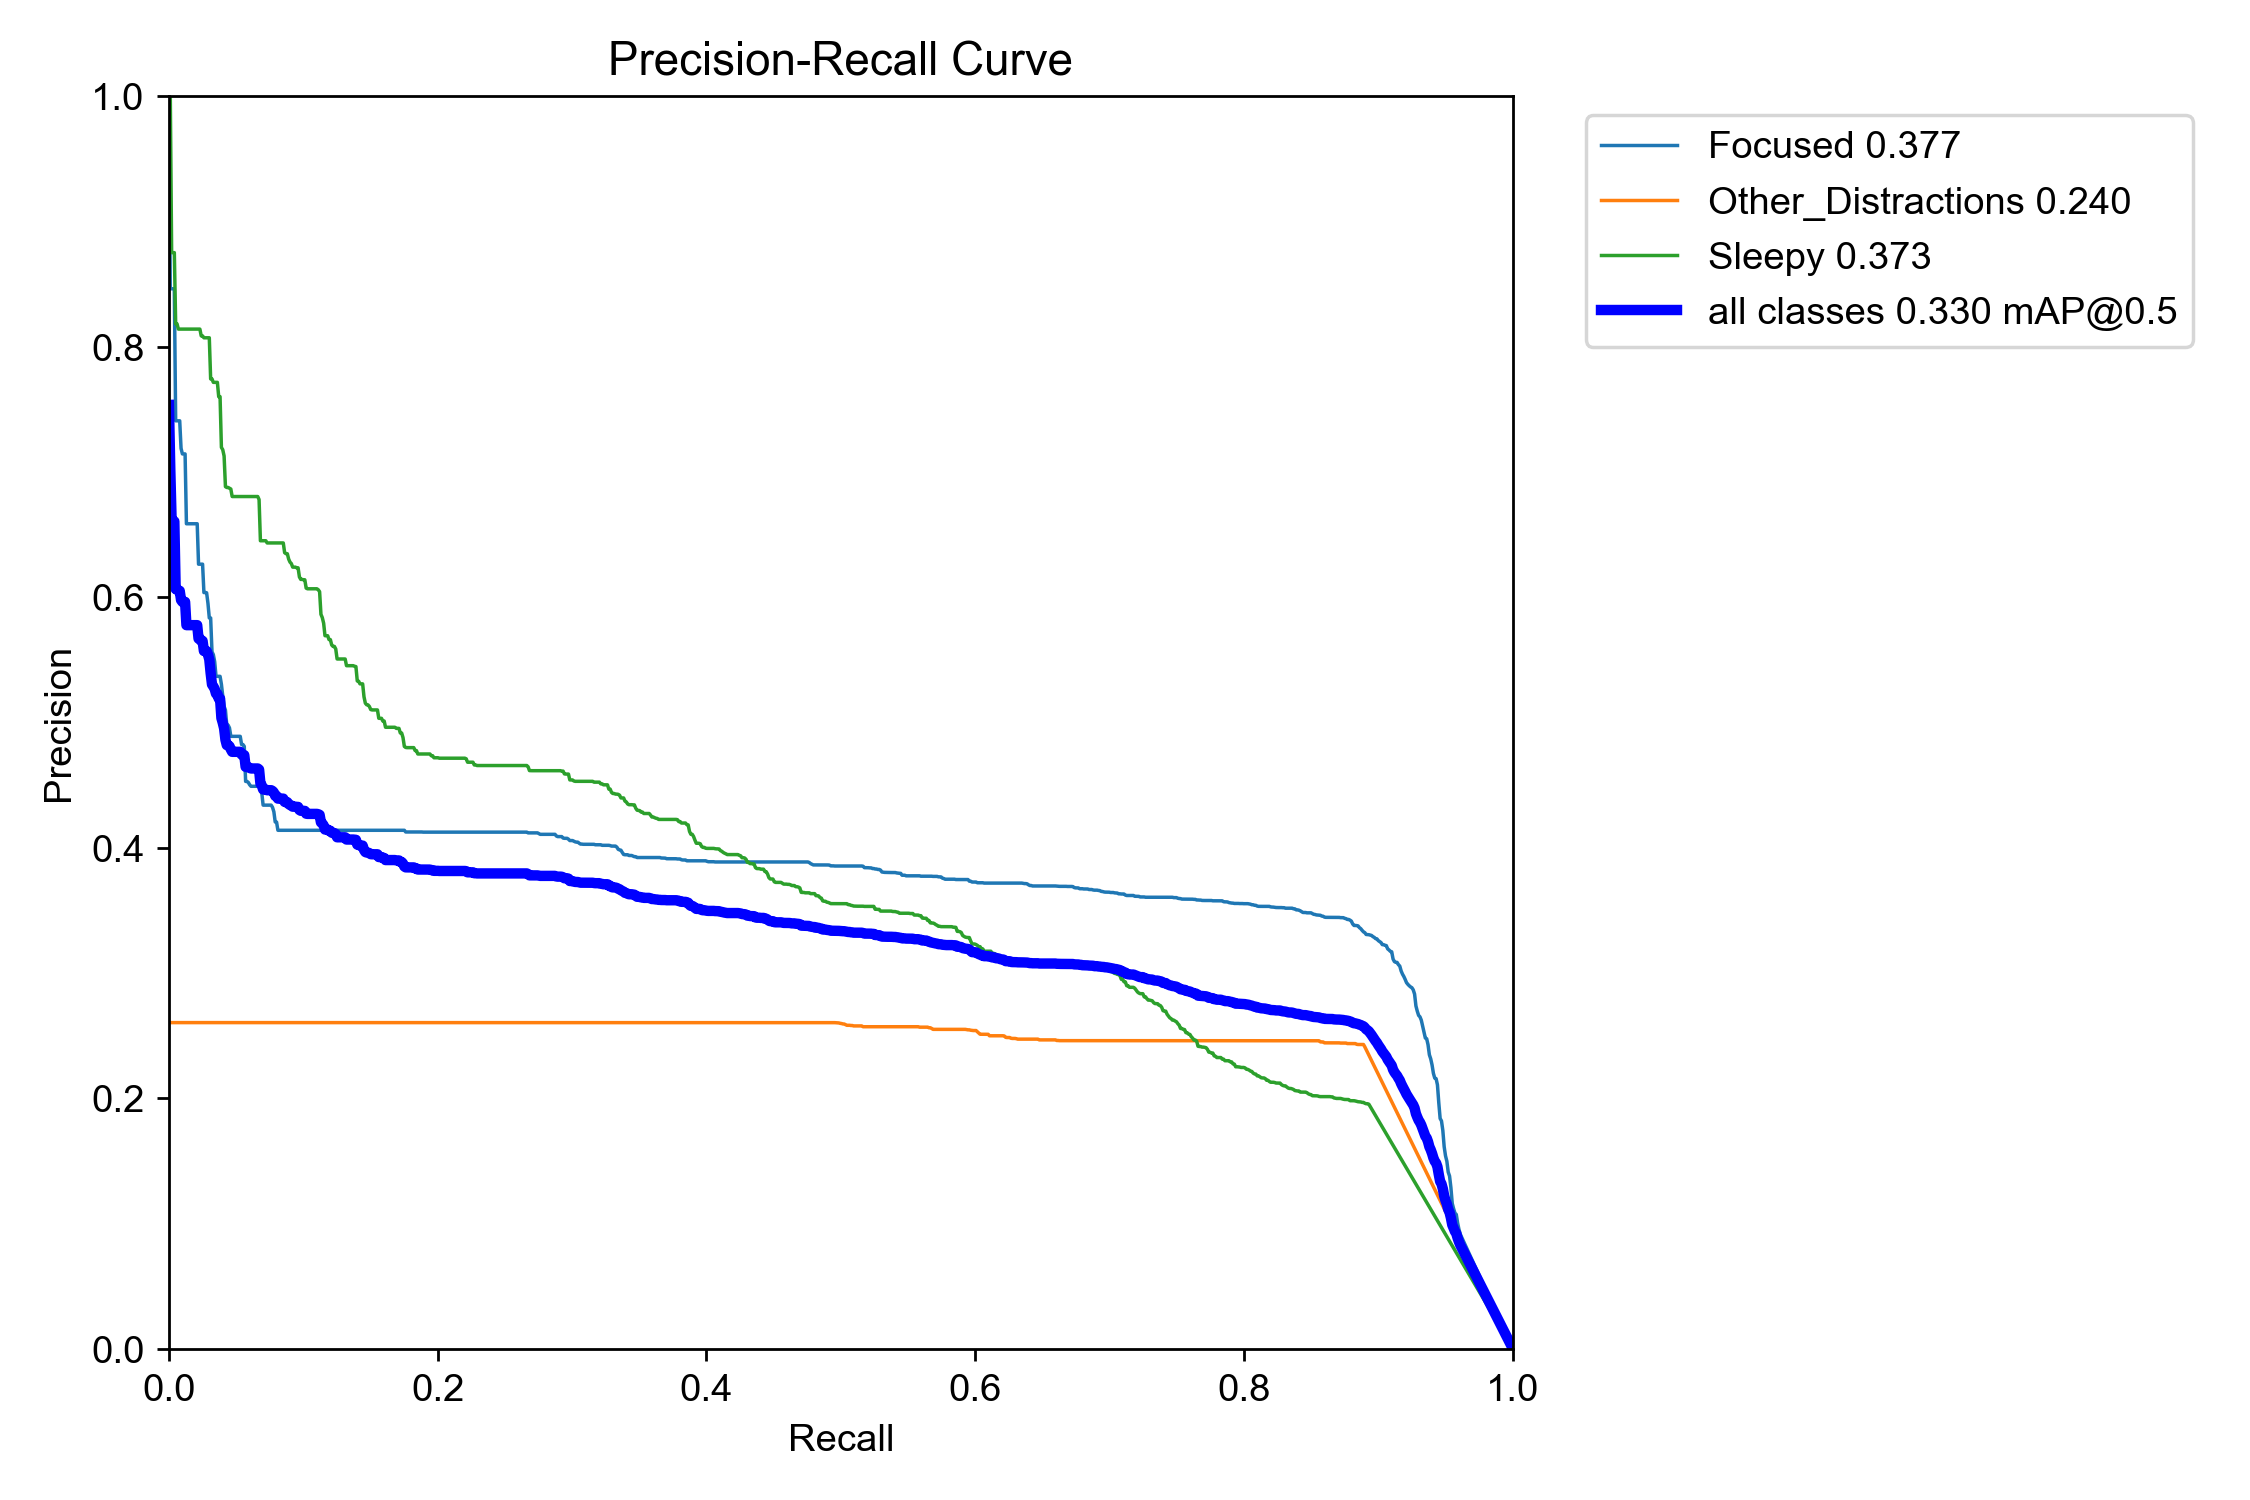 Precision-Recall Curve
1.0
0.8
0.6
0.4
0.2
0.0
Precision
0.0 0.2 0.4 0.6 0.8 1.0
Recall
Focused 0.377
Other_Distractions 0.240
Sleepy 0.373
all classes 0.330 mAP@0.5